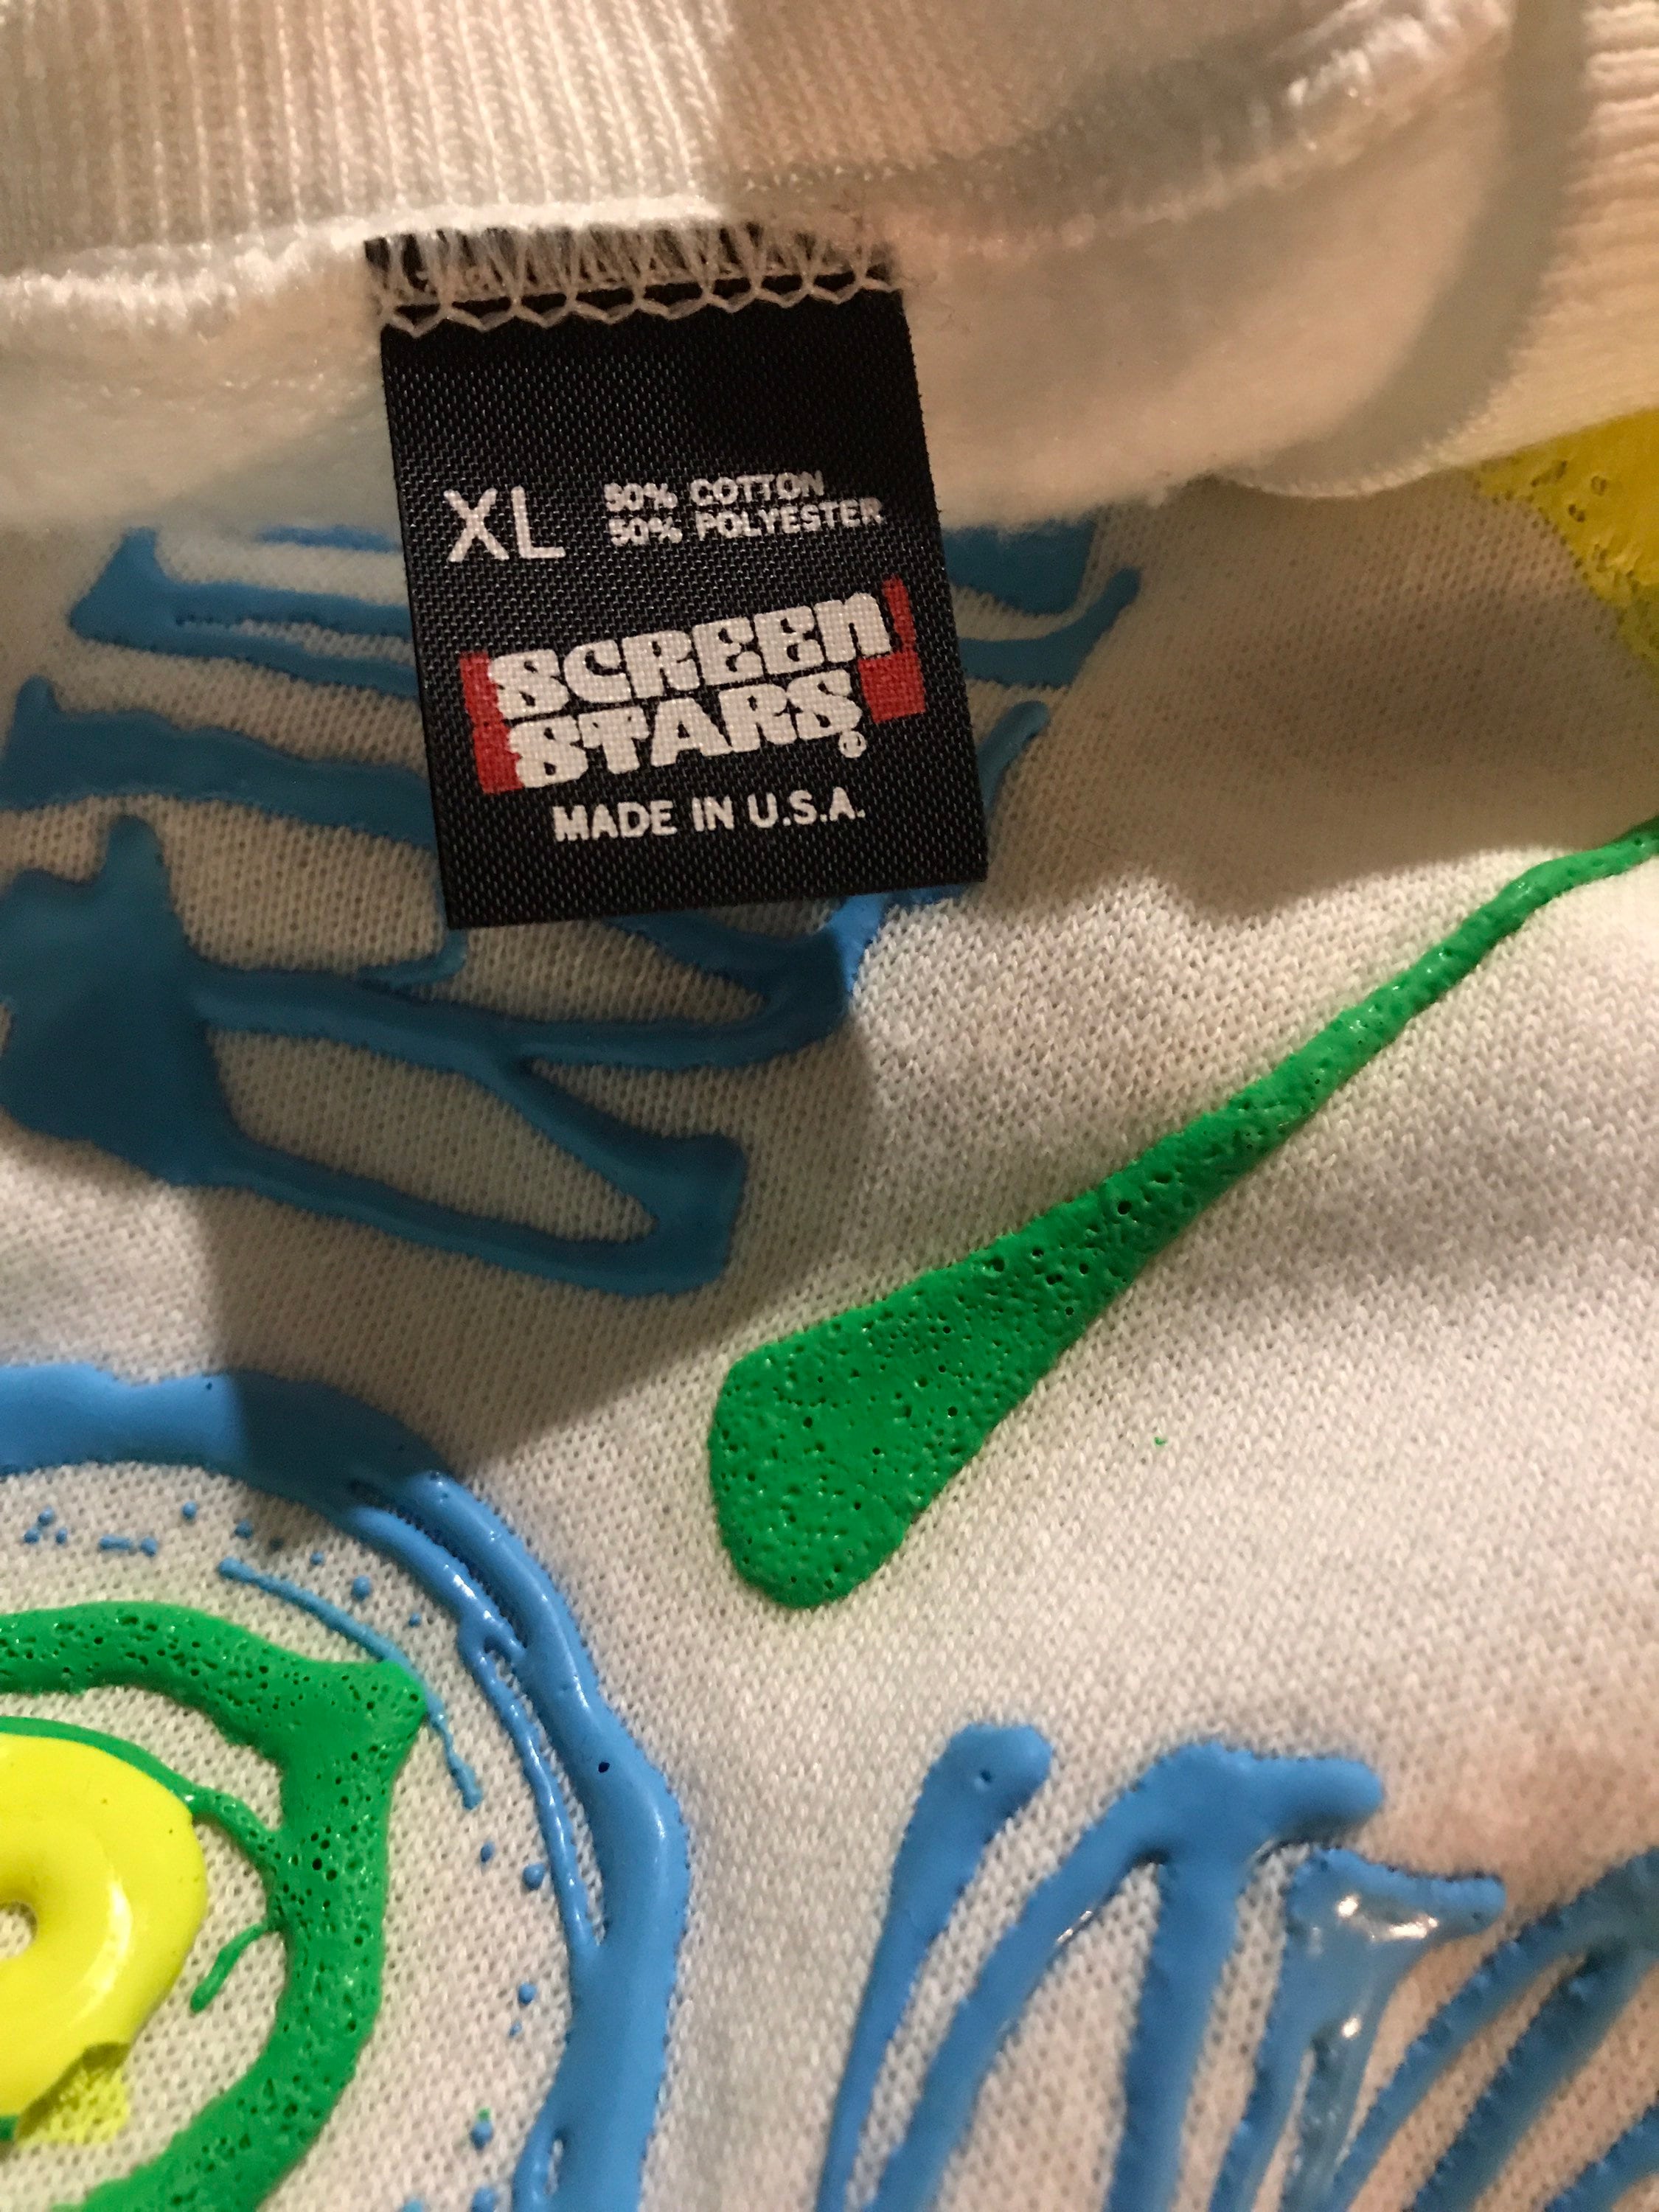 XL
50% COTTON
50% POLYESTER
SCREEN
STARS®
MADE IN U.S.A.